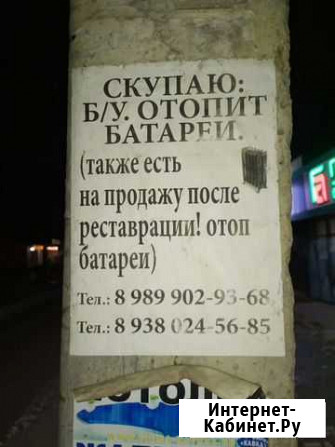 СКУПАЮ:
Б/У. ОТОПИТ
БАТАРЕИ.
(также есть
на продажу после
реставрации! отоп
батареи)
Тел.: 8 989 902-93-68
Тел.: 8 938 024-56-85
Интернет-
Кабинет.Ру